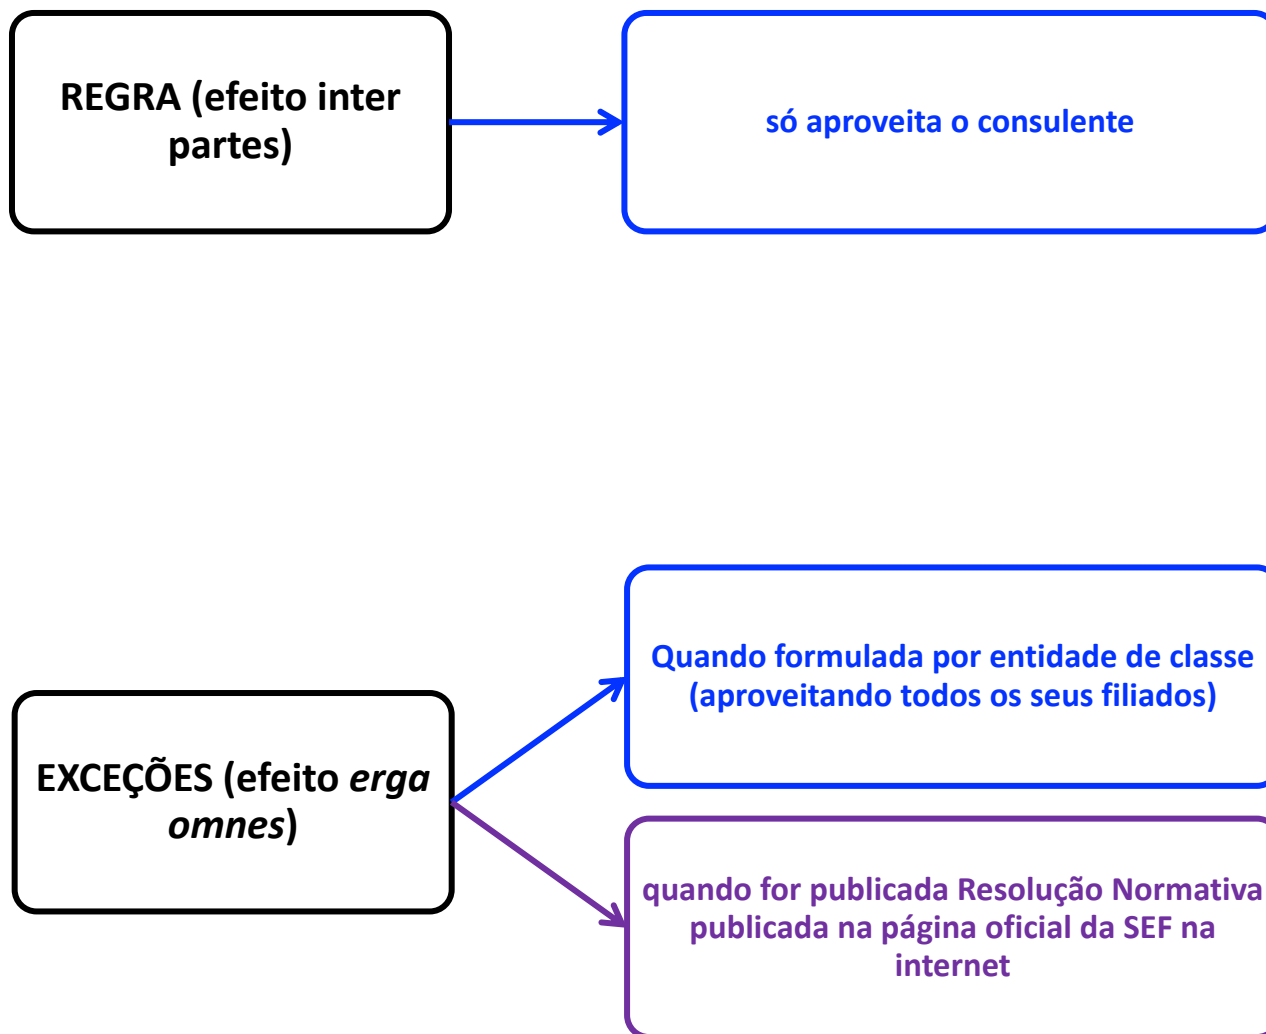 REGRA (efeito inter
partes)
só aproveita o consulente
EXCEÇÕES (efeito erga
omnes)
Quando formulada por entidade de classe
(aproveitando todos os seus filiados)
quando for publicada Resolução Normativa
publicada na página oficial da SEF na
internet